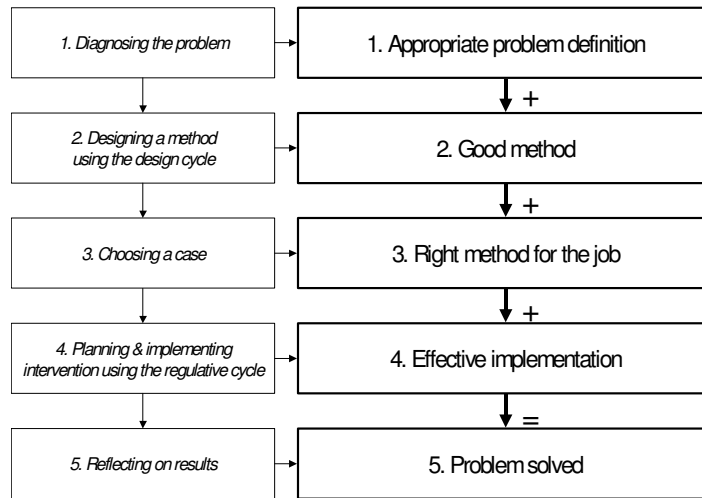 1. Diagnosing the problem
1. Appropriate problem definition
+
2. Designing a method
using the design cycle
2. Good method
+
3. Choosing a case
3. Right method for the job
+
4. Planning & implementing
intervention using the regulative cycle
4. Effective implementation
=
5. Reflecting on results
5. Problem solved